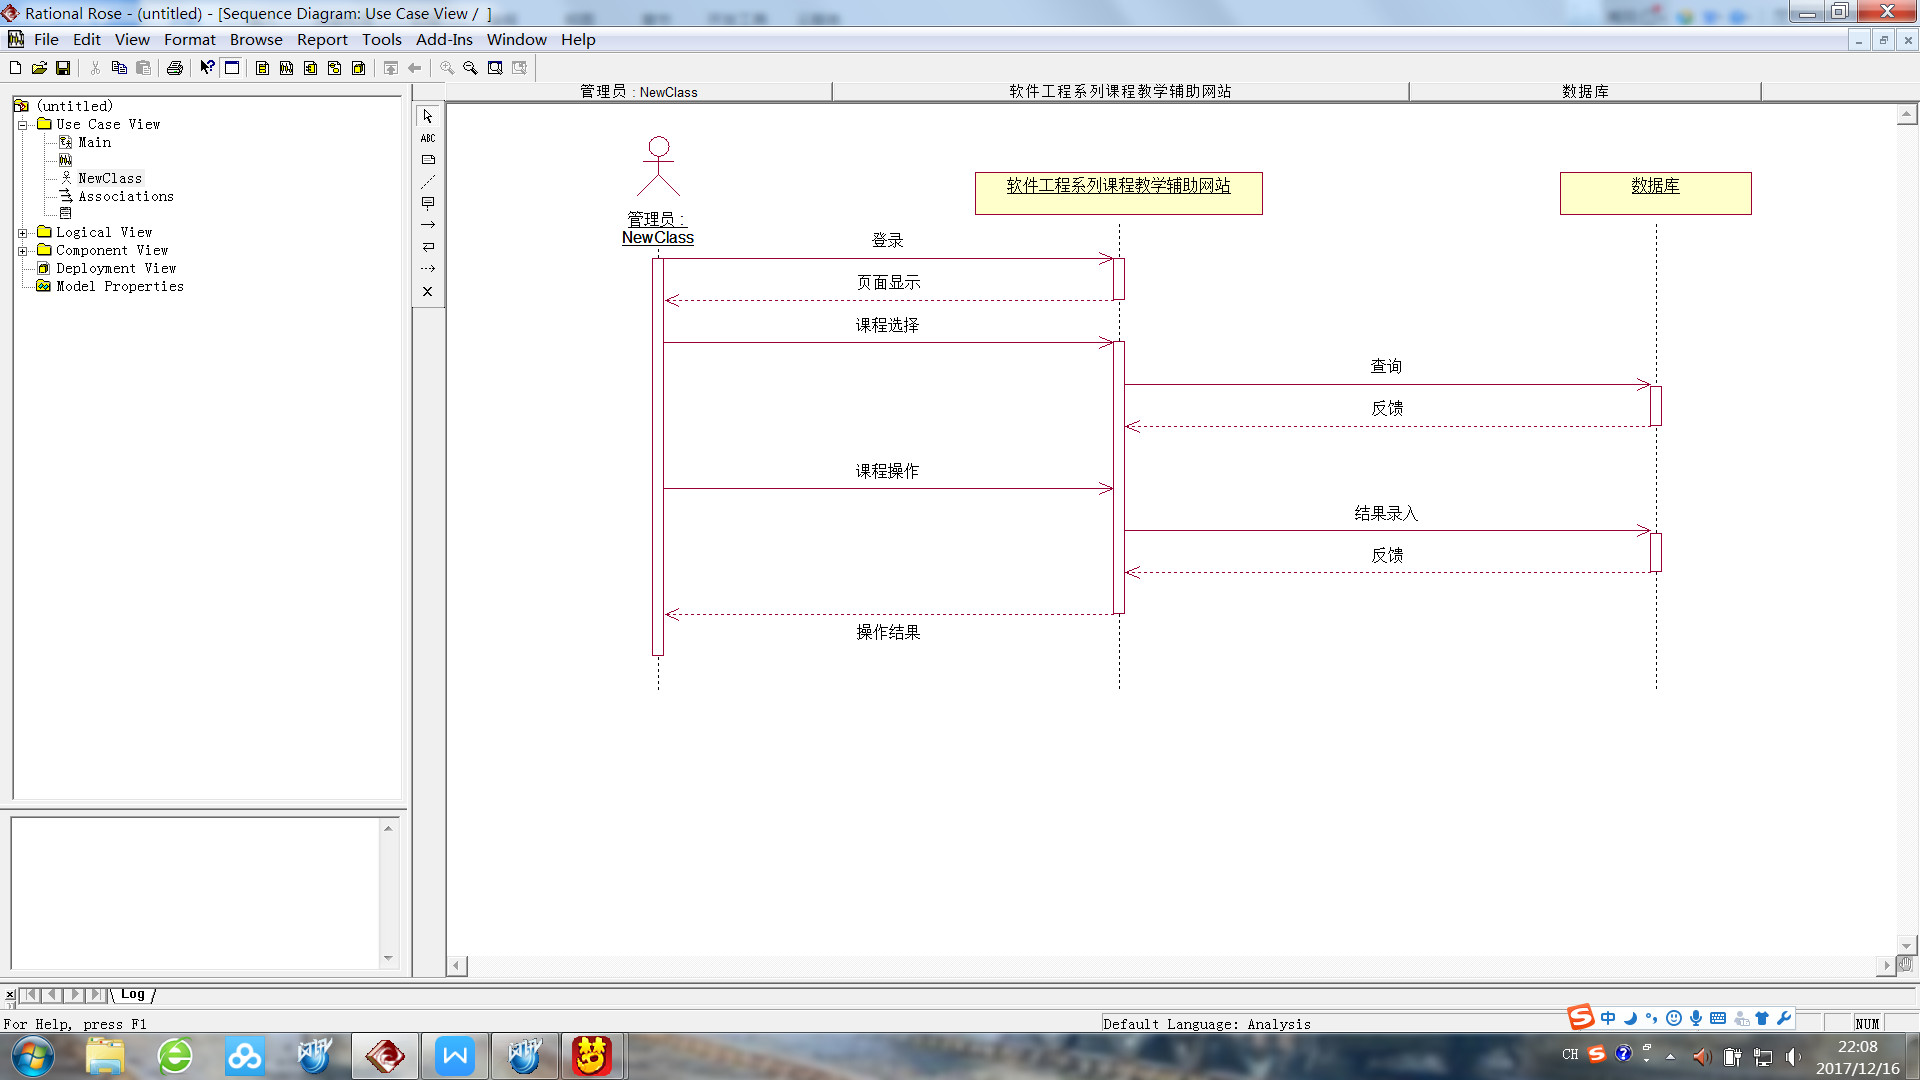 Rational Rose - (untitled) - [Sequence Diagram: Use Case View /  ]
File Edit View Format Browse Report Tools Add-Ins Window Help
管理员 : NewClass
软件工程系列课程教学辅助网站
数据库
(untitled)
Use Case View
Main
NewClass
Associations
Logical View
Component View
Deployment View
Model Properties
ABC
管理员 :
NewClass
软件工程系列课程教学辅助网站
数据库
登录
页面显示
课程选择
查询
反馈
课程操作
结果录入
反馈
操作结果
Log
For Help, press F1
Default Language: Analysis
NUM
中
CH
22:08
2017/12/16